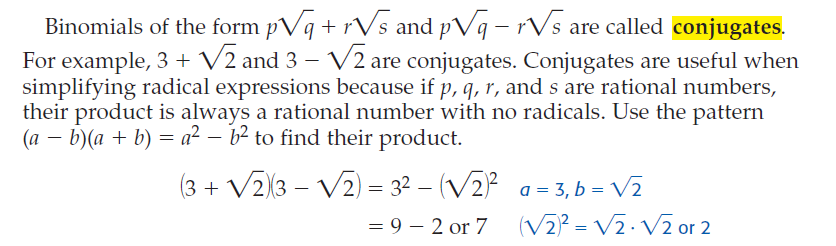 Binomials of the form p√q + r√s and p√q − r√s are called conjugates.
For example, 3 + √2 and 3 − √2 are conjugates. Conjugates are useful when
simplifying radical expressions because if p, q, r, and s are rational numbers,
their product is always a rational number with no radicals. Use the pattern
(a − b)(a + b) = a² − b² to find their product.
(3 + √2)(3 − √2) = 3² − (√2)² a = 3, b = √2
= 9 − 2 or 7 (√2)² = √2 · √2 or 2